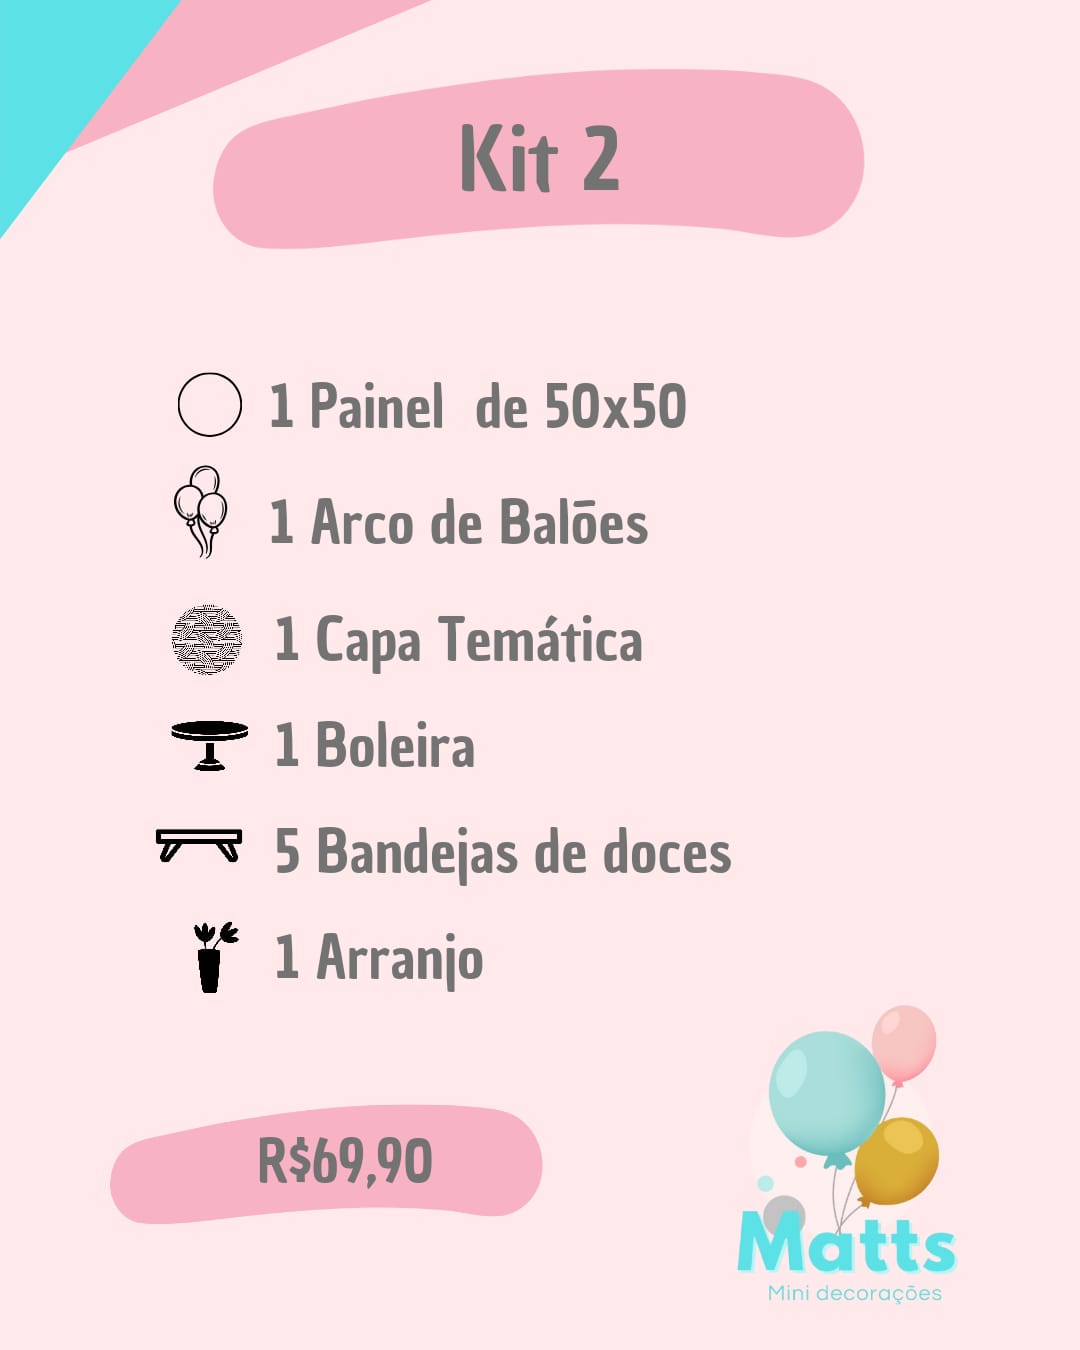 Kit 2
1 Painel de 50x50
1 Arco de Balões
1 Capa Temática
1 Boleira
5 Bandejas de doces
1 Arranjo
R$69,90
Matts
Mini decorações